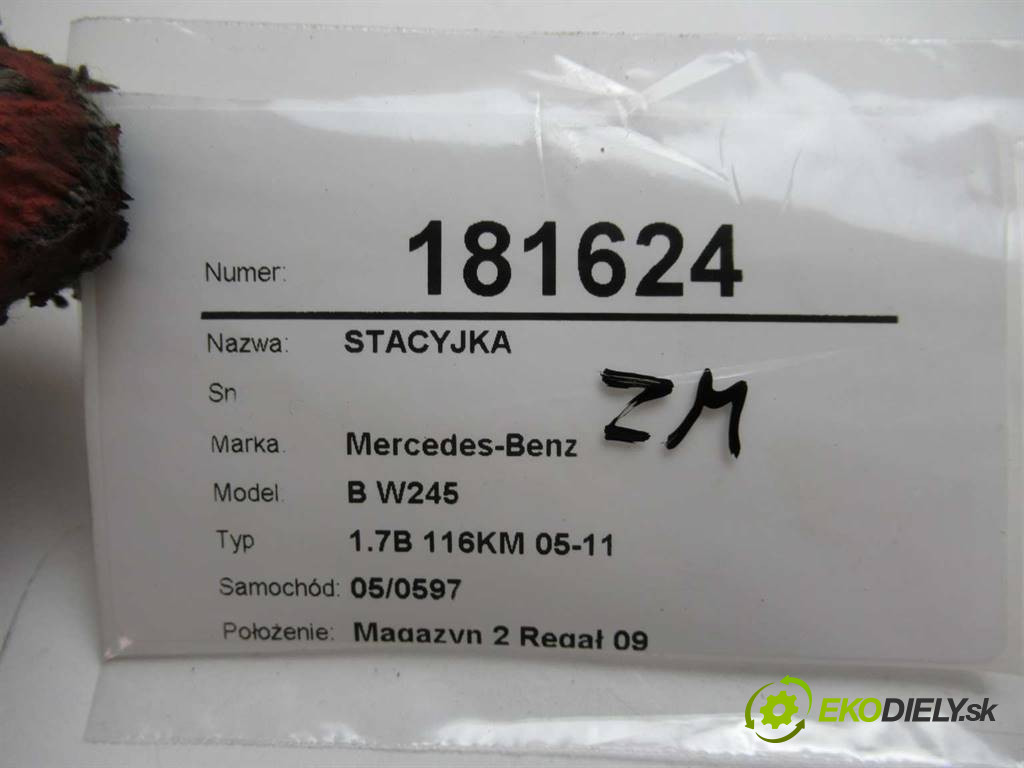 Numer: 181624
Nazwa: STACYJKA
Sn
ZM
Marka: Mercedes-Benz
Model: B W245
Typ 1.7B 116KM 05-11
Samochód: 05/0597
Położenie: Magazyn 2 Regał 09
EKODIELY.sk